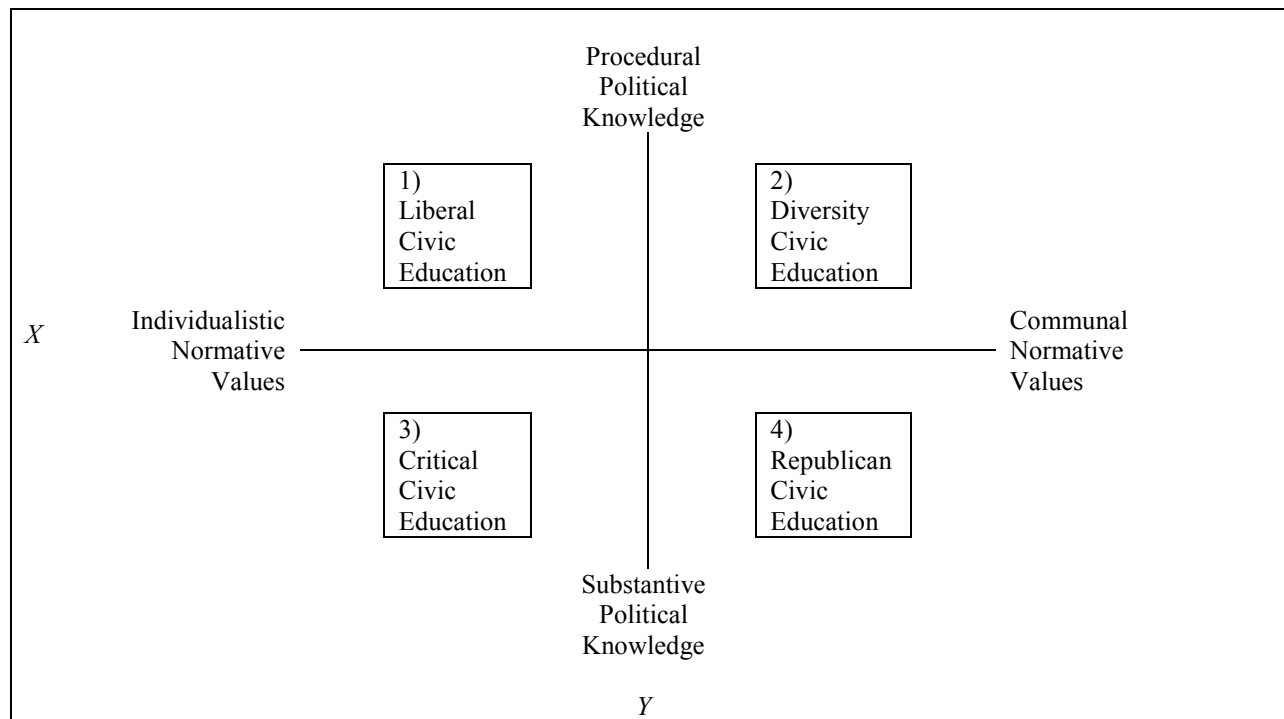 Procedural
Political
Knowledge
1)
Liberal
Civic
Education
2)
Diversity
Civic
Education
X
Individualistic
Normative
Values
Communal
Normative
Values
3)
Critical
Civic
Education
4)
Republican
Civic
Education
Substantive
Political
Knowledge
Y